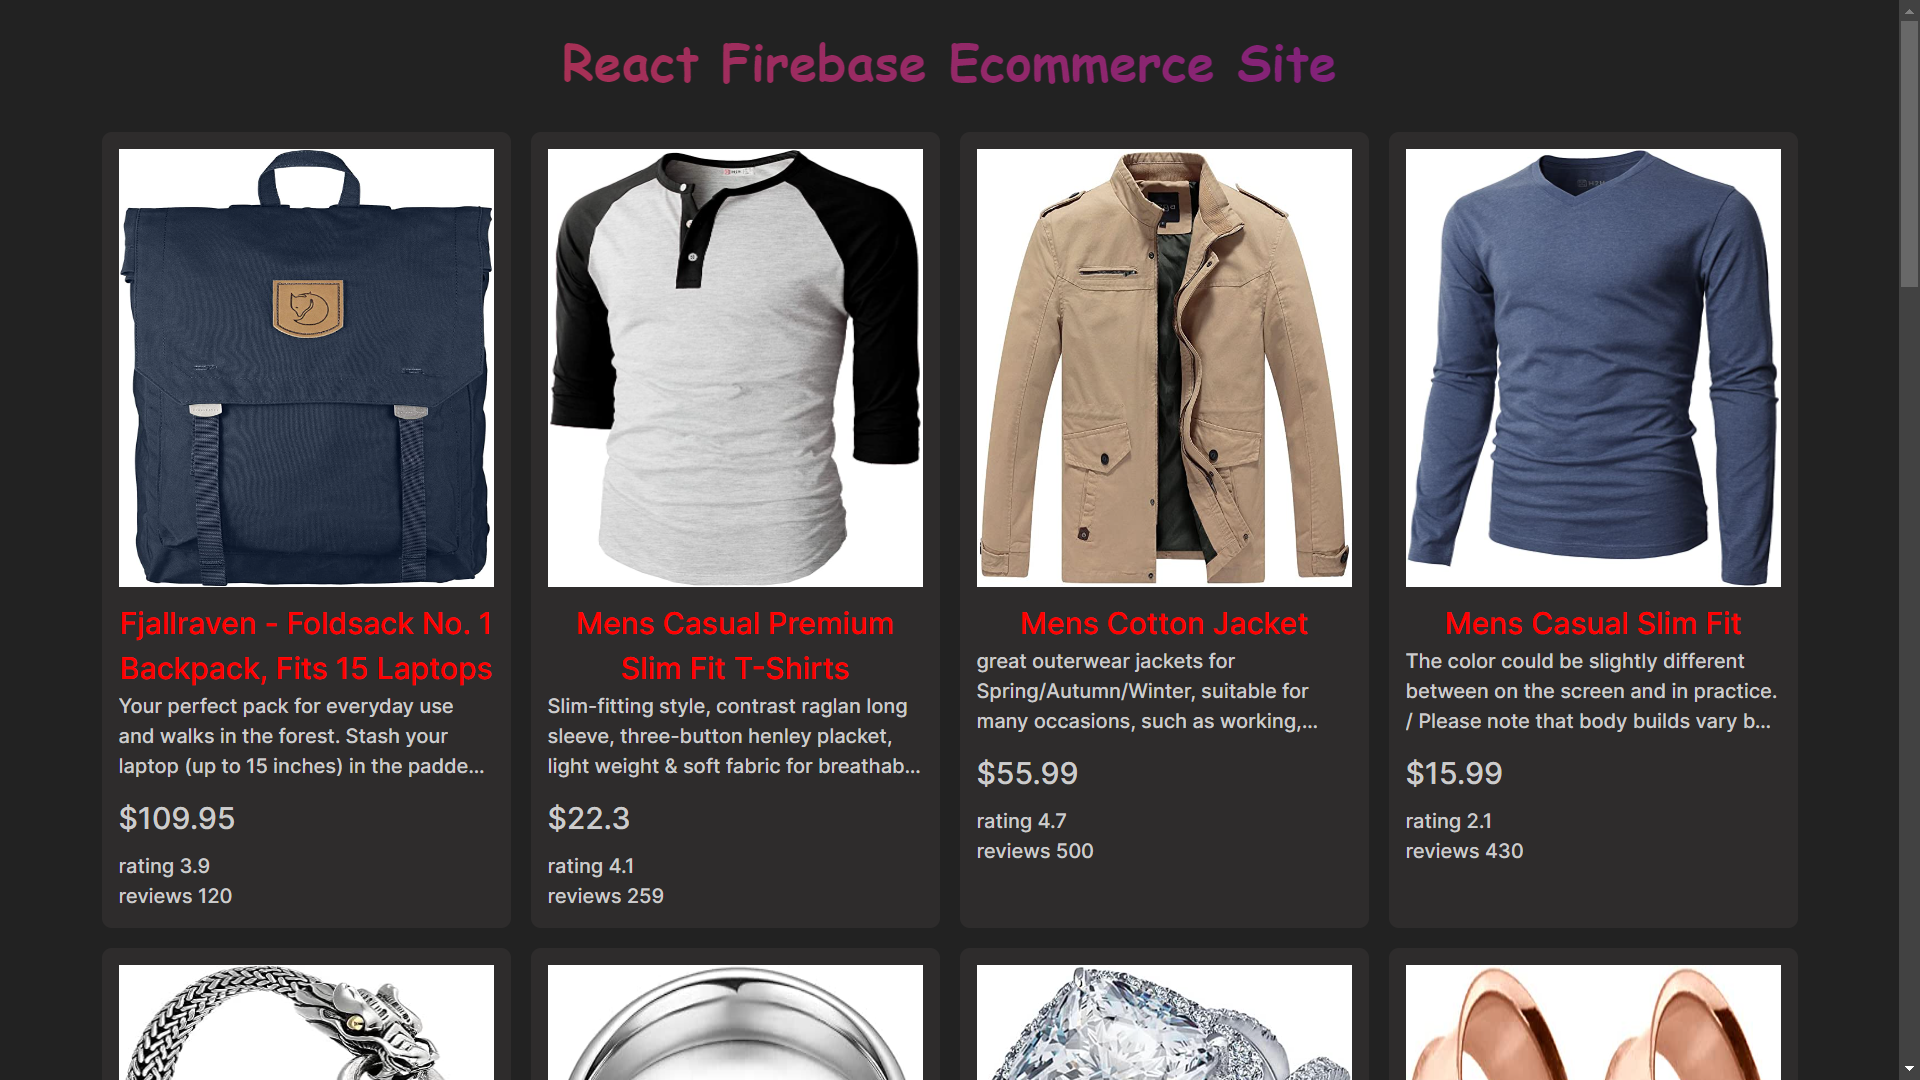 React Firebase Ecommerce Site
Fjallraven - Foldsack No. 1
Backpack, Fits 15 Laptops
Your perfect pack for everyday use
and walks in the forest. Stash your
laptop (up to 15 inches) in the padde...
$109.95
rating 3.9
reviews 120
Mens Casual Premium
Slim Fit T-Shirts
Slim-fitting style, contrast raglan long
sleeve, three-button henley placket,
light weight & soft fabric for breathab...
$22.3
rating 4.1
reviews 259
Mens Cotton Jacket
great outerwear jackets for
Spring/Autumn/Winter, suitable for
many occasions, such as working,...
$55.99
rating 4.7
reviews 500
Mens Casual Slim Fit
The color could be slightly different
between on the screen and in practice.
/ Please note that body builds vary b...
$15.99
rating 2.1
reviews 430